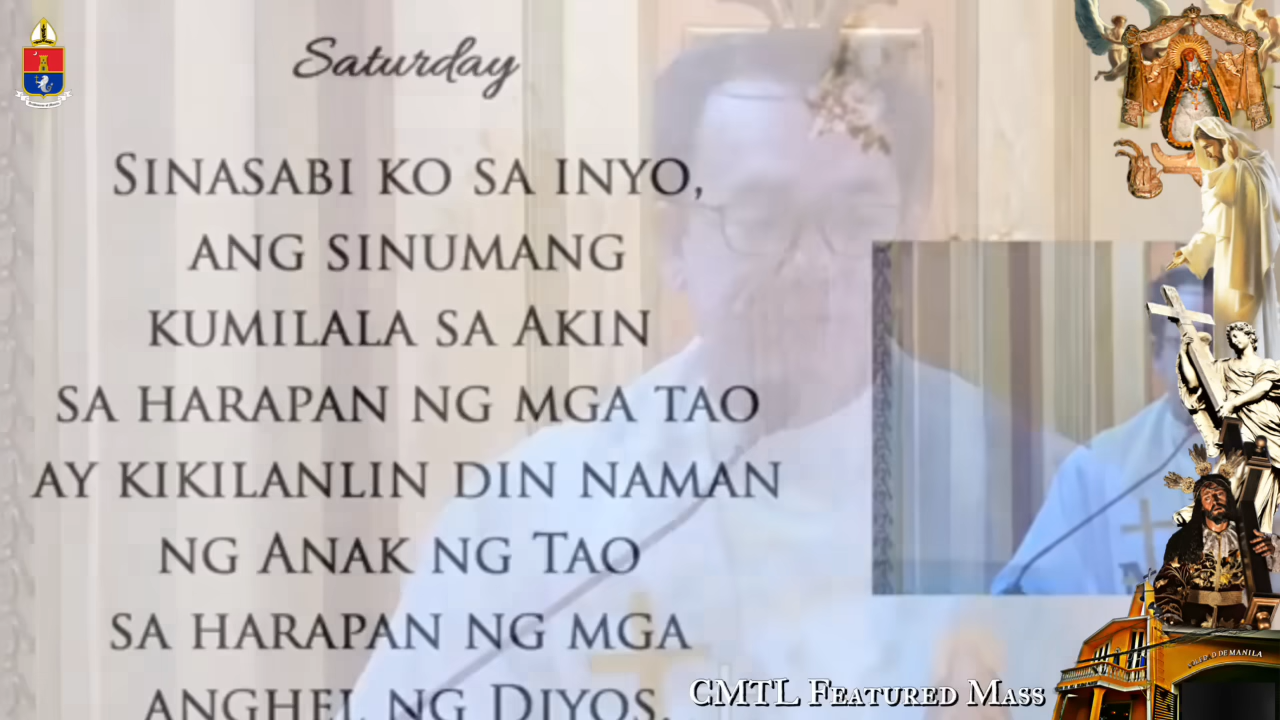 Saturday
Sinasabi ko sa inyo,
ang sinumang
kumilala sa Akin
sa harapan ng mga tao
ay kikilanlin din naman
ng Anak ng Tao
sa harapan ng mga
anghel ng Diyos.
CMTL Featured Mass